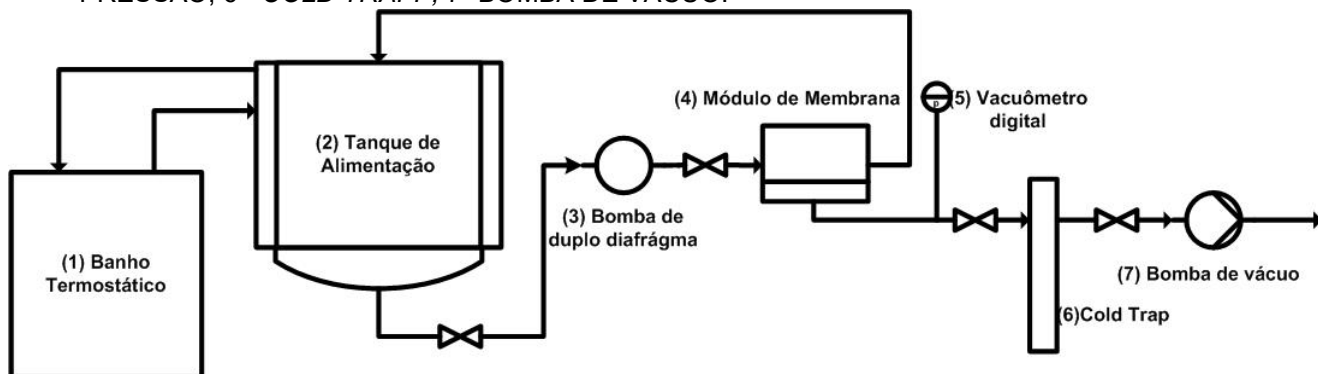 PRESSÃO; 6 - COLD TRAPP; 7- BOMBA DE VÁCUO.
(4) Módulo de Membrana
(5) Vacuômetro
digital
p
(2) Tanque de
Alimentação
(3) Bomba de
duplo diafrágma
(1) Banho
Termostático
(7) Bomba de vácuo
(6)Cold Trap